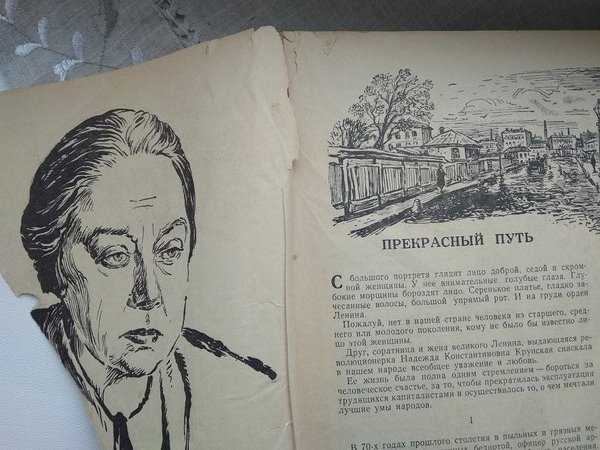 ПРЕКРАСНЫЙ ПУТЬ
С большого портрета глядит лицо доброй, седой и скром-
ной женщины. У нее внимательные голубые глаза. Глу-
бокие морщины бороздят лицо. Серенькое платье, гладко за-
чесанные волосы, большой упрямый рот. И на груди орден
Ленина.
Пожалуй, нет в нашей стране человека из старшего, сред-
него или молодого поколения, кому не было бы известно ли-
цо этой женщины.
Друг, соратница и жена великого Ленина, выдающаяся ре-
волюционерка Надежда Константиновна Крупская снискала
в нашем народе всеобщее уважение и любовь.
Ее жизнь была полна одним стремлением — бороться за
человеческое счастье, за то, чтобы прекратилась эксплуатация
трудящихся капиталистами и осуществилось то, о чем мечтали
лучшие умы народов.
1
В 70-х годах прошлого столетия в пыльных и грязных ме-
беднотой, офицер русской ар-
населения.